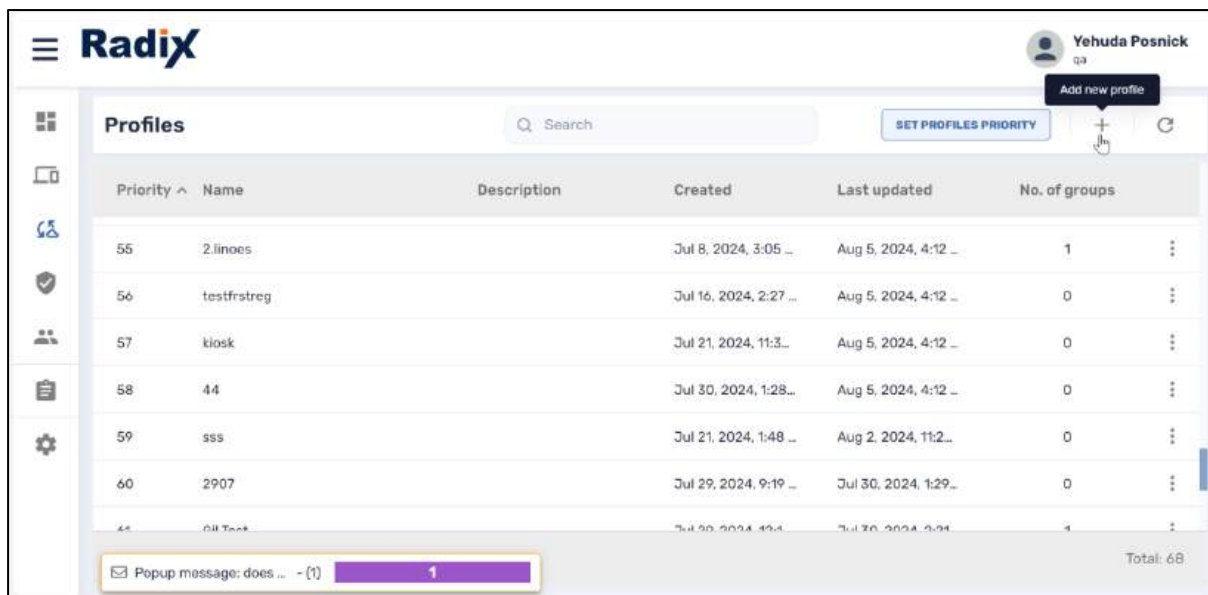 Radix
Yehuda Posnick
qa
Add new profile
Profiles
Search
SET PROFILES PRIORITY
Priority Name Description Created Last updated No. of groups
55 2.linoes Jul 8, 2024, 3:05 ... Aug 5, 2024, 4:12 ... 1
56 testfrstreg Jul 16, 2024, 2:27 ... Aug 5, 2024, 4:12 ... 0
57 kiosk Jul 21, 2024, 11:3... Aug 5, 2024, 4:12 ... 0
58 44 Jul 30, 2024, 1:28... Aug 5, 2024, 4:12 ... 0
59 sss Jul 21, 2024, 1:48 ... Aug 2, 2024, 11:2... 0
60 2907 Jul 29, 2024, 9:19 ... Jul 30, 2024, 1:29... 0
Total: 68
Popup message: does ... - (1) 1